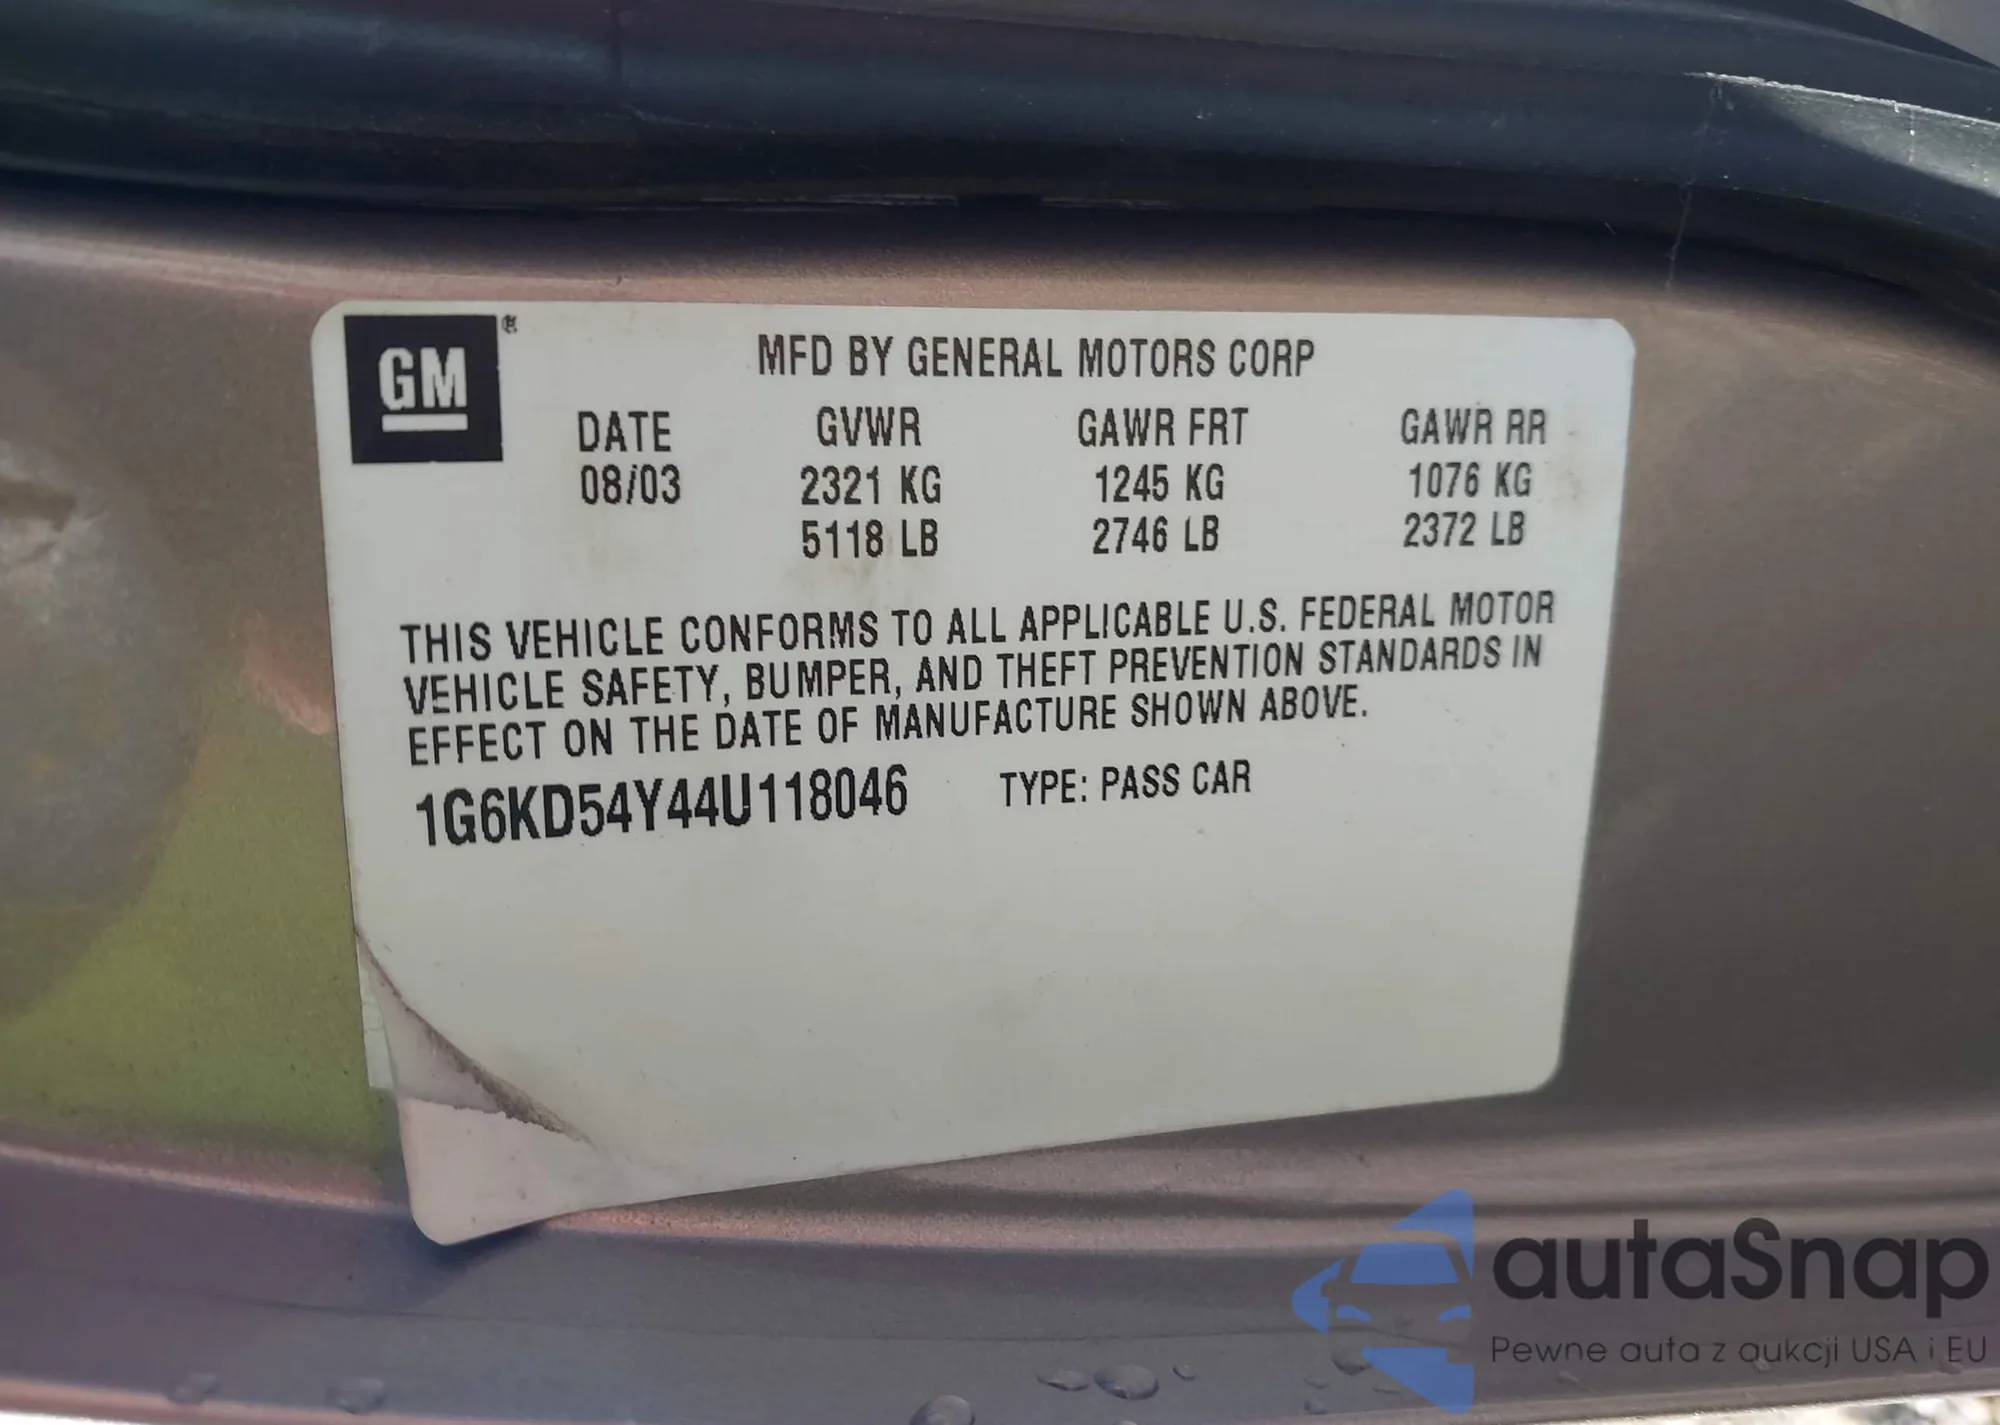 GM®
MFD BY GENERAL MOTORS CORP
DATE GVWR GAWR FRT GAWR RR
08/03 2321 KG 1245 KG 1076 KG
5118 LB 2746 LB 2372 LB
THIS VEHICLE CONFORMS TO ALL APPLICABLE U.S. FEDERAL MOTOR
VEHICLE SAFETY, BUMPER, AND THEFT PREVENTION STANDARDS IN
EFFECT ON THE DATE OF MANUFACTURE SHOWN ABOVE.
1G6KD54Y44U118046 TYPE: PASS CAR
autaSnap
Pewne auta z aukcji USA i EU